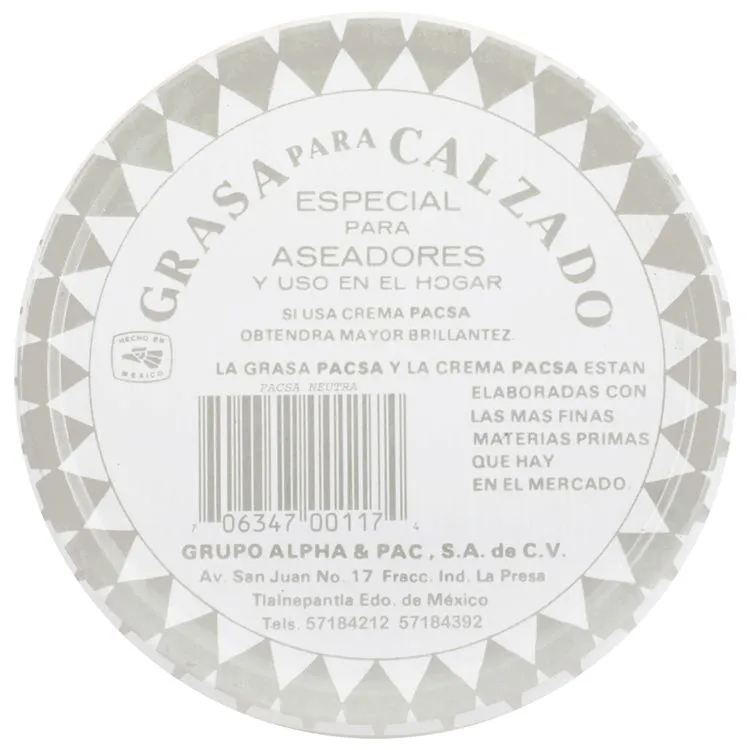 GRASA PARA CALZADO
ESPECIAL
PARA
ASEADORES
Y USO EN EL HOGAR
SI USA CREMA PACSA
OBTENDRA MAYOR BRILLANTEZ.
HECHO EN
MEXICO
LA GRASA PACSA Y LA CREMA PACSA ESTAN
ELABORADAS CON
LAS MAS FINAS
MATERIAS PRIMAS
QUE HAY
EN EL MERCADO.
PACSA NEUTRA
7 06347 00117 4
GRUPO ALPHA & PAC, S.A. de C.V.
Av. San Juan No. 17 Fracc. Ind. La Presa
Tlalnepantla Edo. de México
Tels. 57184212 57184392